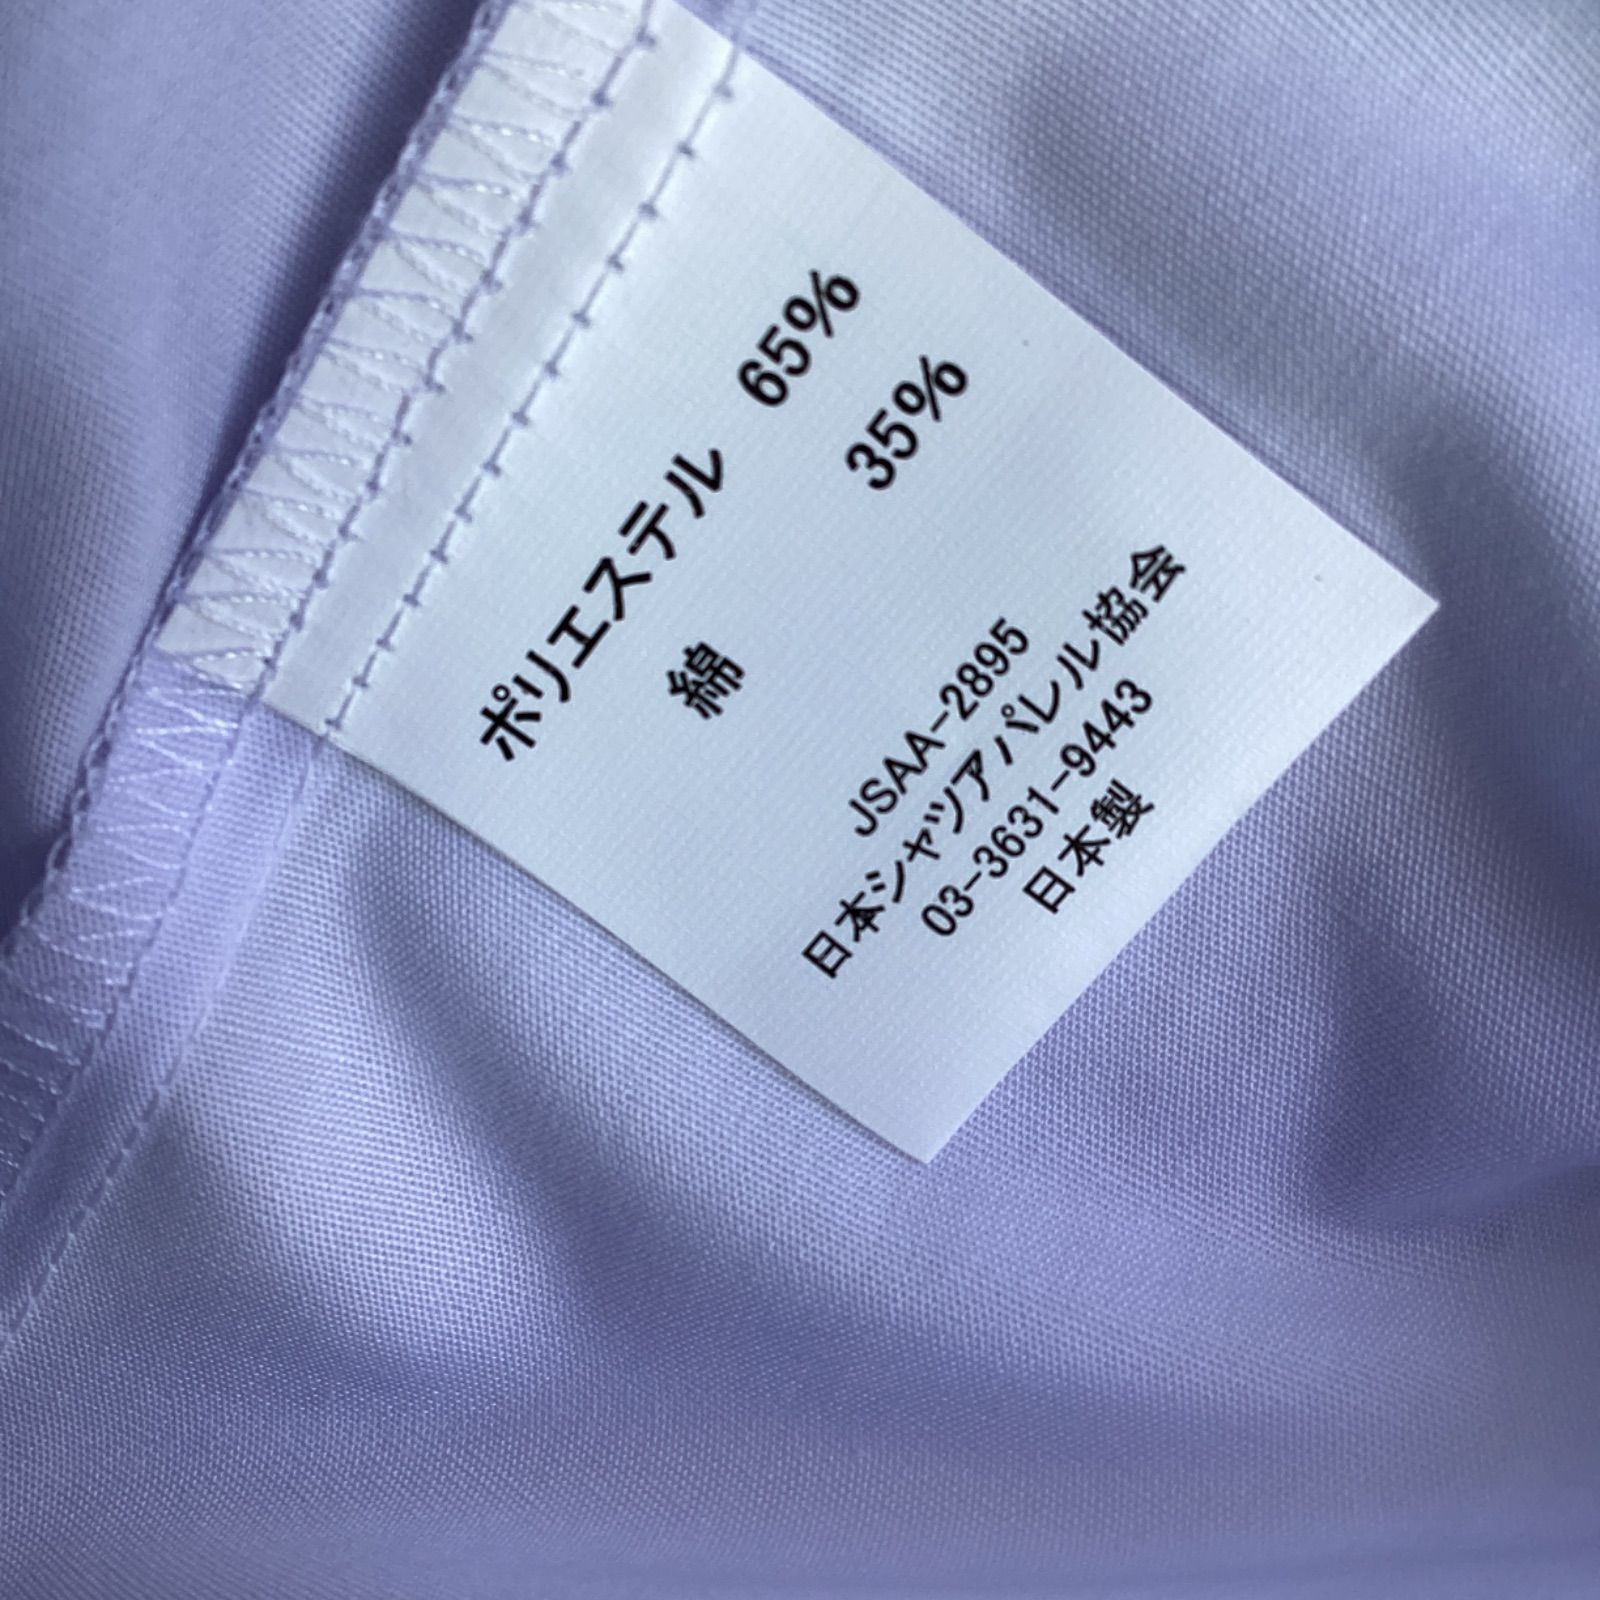 ポリエステル 65%
綿 35%
JSAA-2895
日本シャツアパレル協会
03-3631-9443
日本製